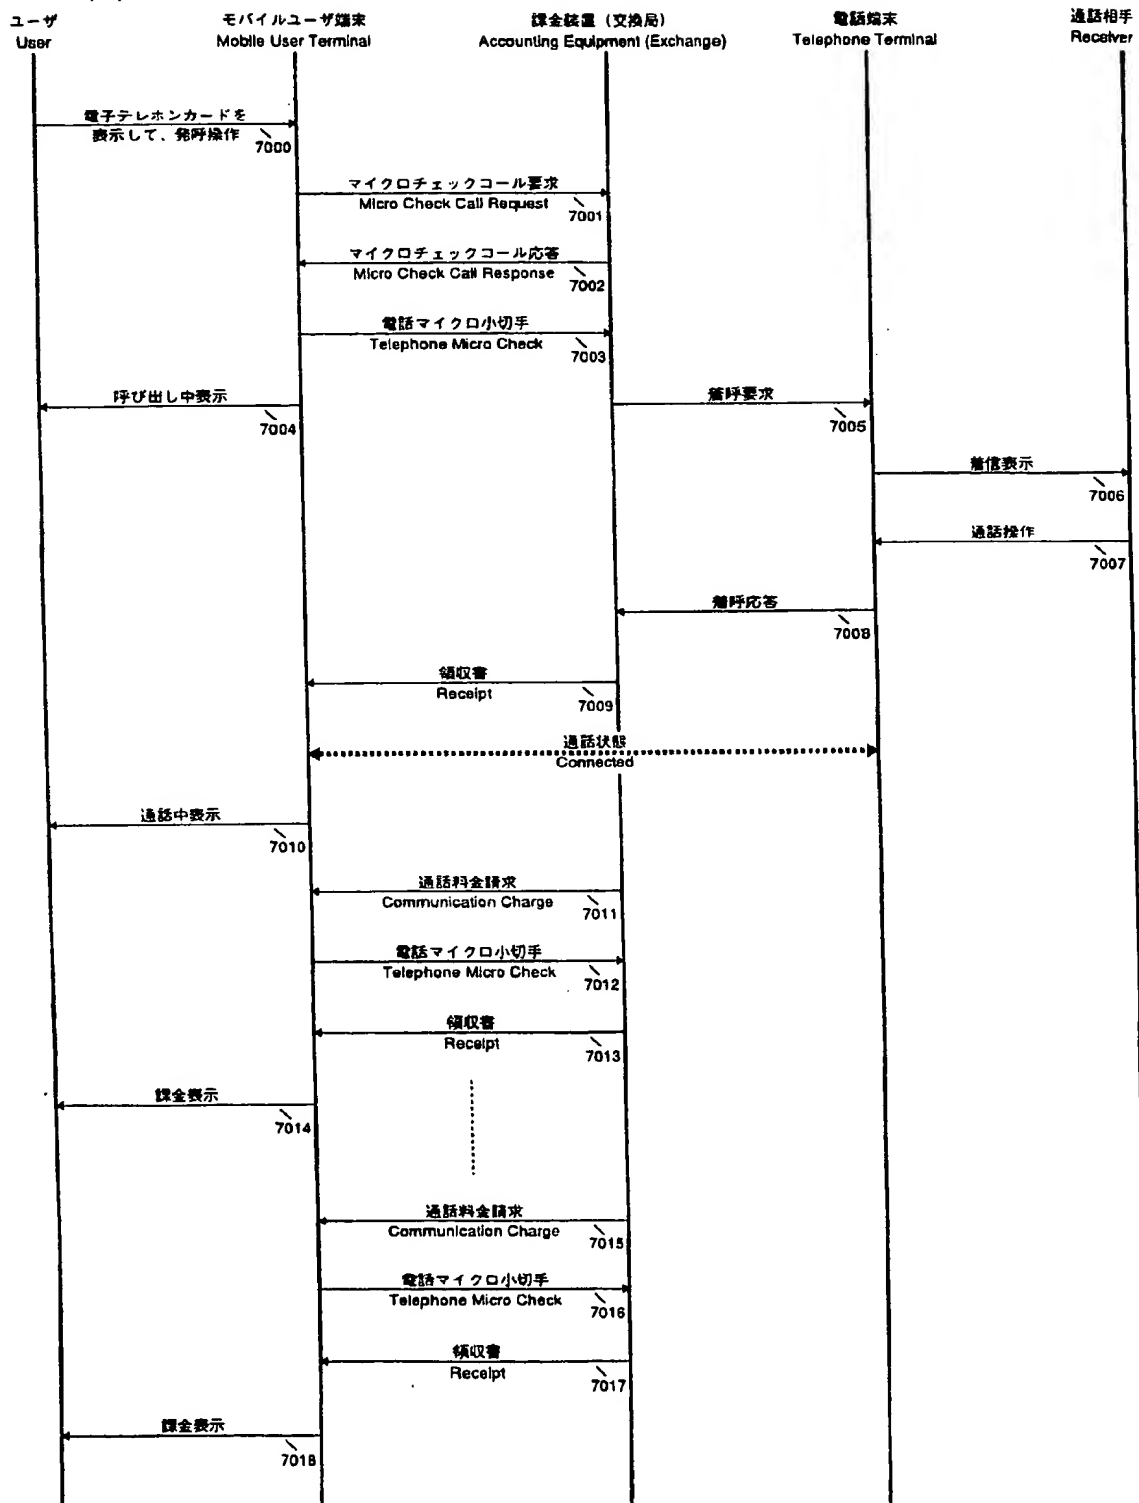 ユーザ
User
モバイルユーザ端末
Mobile User Terminal
課金装置（交換局）
Accounting Equipment (Exchange)
電話端末
Telephone Terminal
通話相手
Receiver
電子テレホンカードを
表示して、発呼操作
7000
マイクロチェックコール要求
Micro Check Call Request
7001
マイクロチェックコール応答
Micro Check Call Response
7002
電話マイクロ小切手
Telephone Micro Check
7003
呼び出し中表示
7004
着呼要求
7005
着信表示
7006
通話操作
7007
着呼応答
7008
領収書
Receipt
7009
通話状態
Connected
通話中表示
7010
通話料金請求
Communication Charge
7011
電話マイクロ小切手
Telephone Micro Check
7012
領収書
Receipt
7013
課金表示
7014
通話料金請求
Communication Charge
7015
電話マイクロ小切手
Telephone Micro Check
7016
領収書
Receipt
7017
課金表示
7018